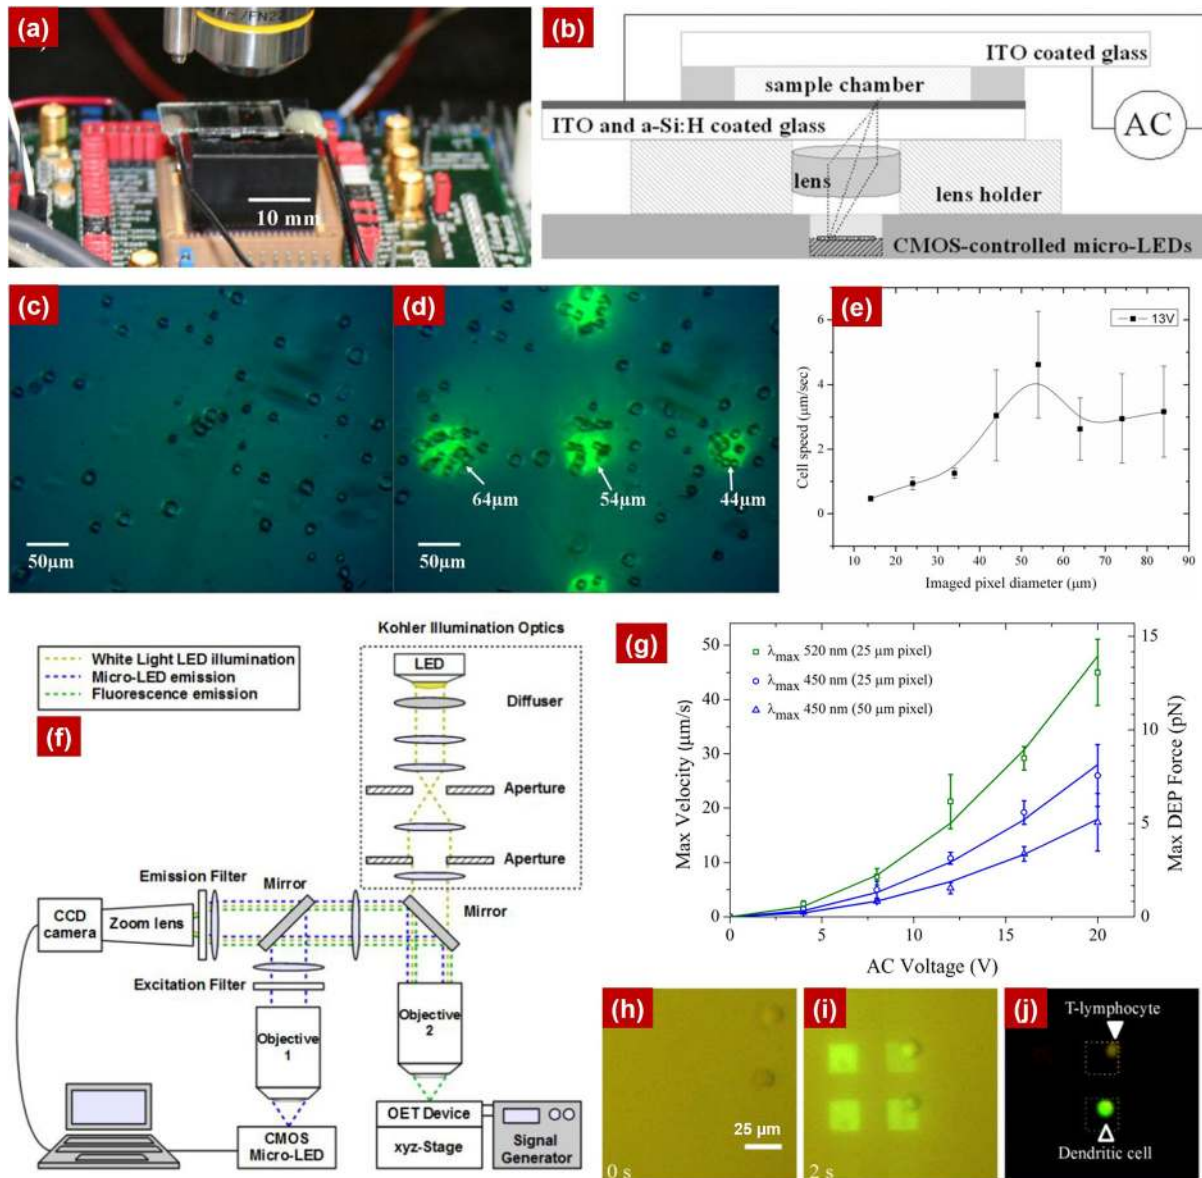 (a)
/FN22
10 mm
(b)
ITO coated glass
sample chamber
ITO and a-Si:H coated glass
AC
lens
lens holder
CMOS-controlled micro-LEDs
(c)
50μm
(d)
64μm
54μm
44μm
50μm
(e)
13V
6
4
2
0
Cell speed (μm/sec)
10 20 30 40 50 60 70 80 90
Imaged pixel diameter (μm)
(f)
White Light LED illumination
Micro-LED emission
Fluorescence emission
Kohler Illumination Optics
LED
Diffuser
Aperture
Aperture
Emission Filter
Mirror
Mirror
CCD
camera
Zoom lens
Excitation Filter
Objective
1
Objective
2
CMOS
Micro-LED
OET Device
xyz-Stage
Signal
Generator
(g)
λmax 520 nm (25 μm pixel)
λmax 450 nm (25 μm pixel)
λmax 450 nm (50 μm pixel)
50
40
30
20
10
0
Max Velocity (μm/s)
15
10
5
0
Max DEP Force (pN)
0 5 10 15 20
AC Voltage (V)
(h)
25 μm
0 s
(i)
2 s
(j)
T-lymphocyte
Dendritic cell